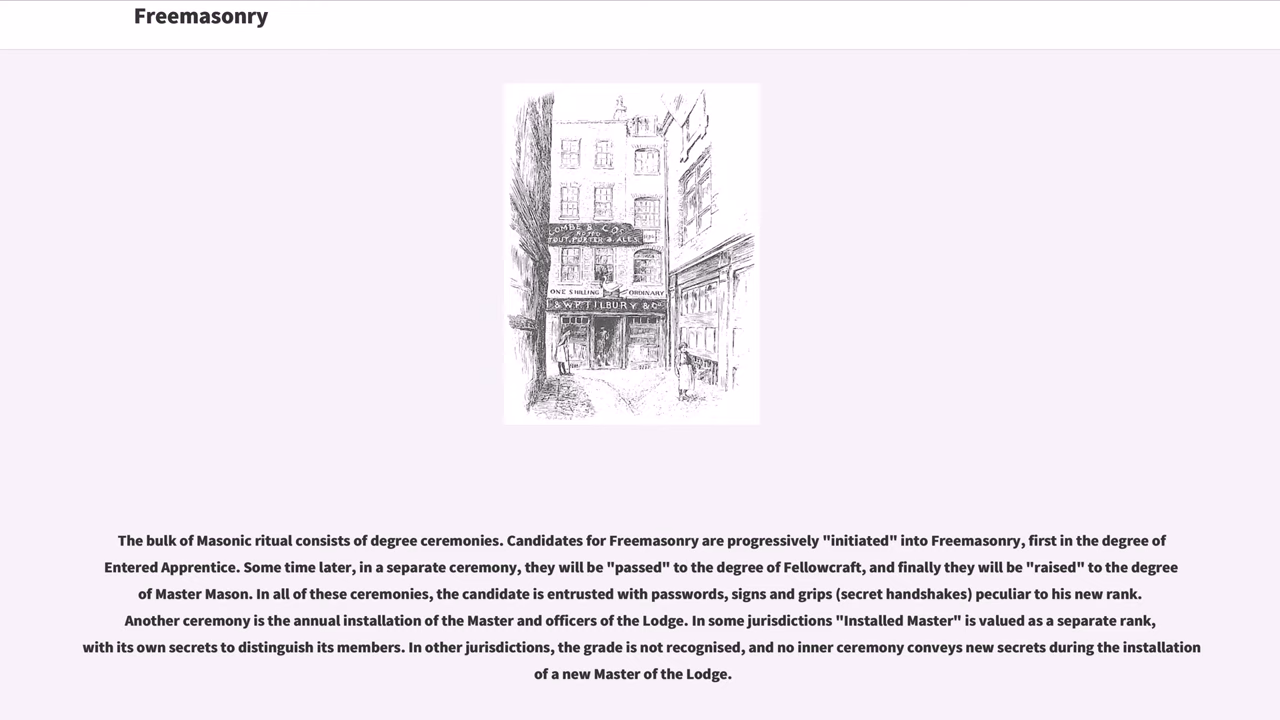 Freemasonry
LOMBE & CO
NOTED
TOUT, PORTER & ALES.
ONE SHILLING ORDINARY
& W.P. TILBURY & Co
The bulk of Masonic ritual consists of degree ceremonies. Candidates for Freemasonry are progressively "initiated" into Freemasonry, first in the degree of
Entered Apprentice. Some time later, in a separate ceremony, they will be "passed" to the degree of Fellowcraft, and finally they will be "raised" to the degree
of Master Mason. In all of these ceremonies, the candidate is entrusted with passwords, signs and grips (secret handshakes) peculiar to his new rank.
Another ceremony is the annual installation of the Master and officers of the Lodge. In some jurisdictions "Installed Master" is valued as a separate rank,
with its own secrets to distinguish its members. In other jurisdictions, the grade is not recognised, and no inner ceremony conveys new secrets during the installation
of a new Master of the Lodge.